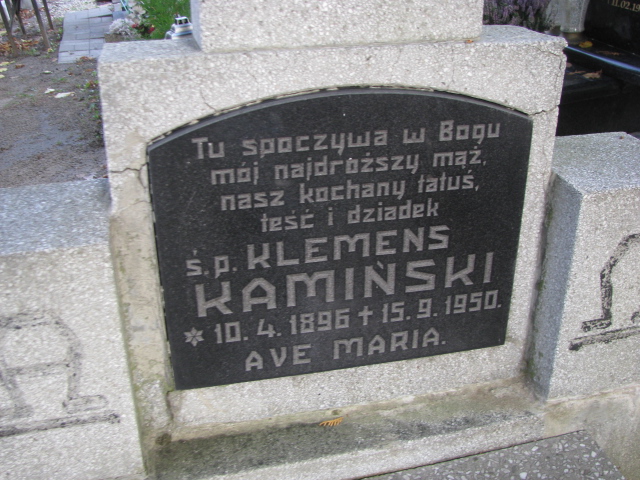 Tu spoczywa w Bogu
mój najdroższy mąż,
nasz kochany tatuś,
teść i dziadek
ś.p. KLEMENS
KAMIŃSKI
* 10. 4. 1896 + 15. 9. 1950.
AVE MARIA.